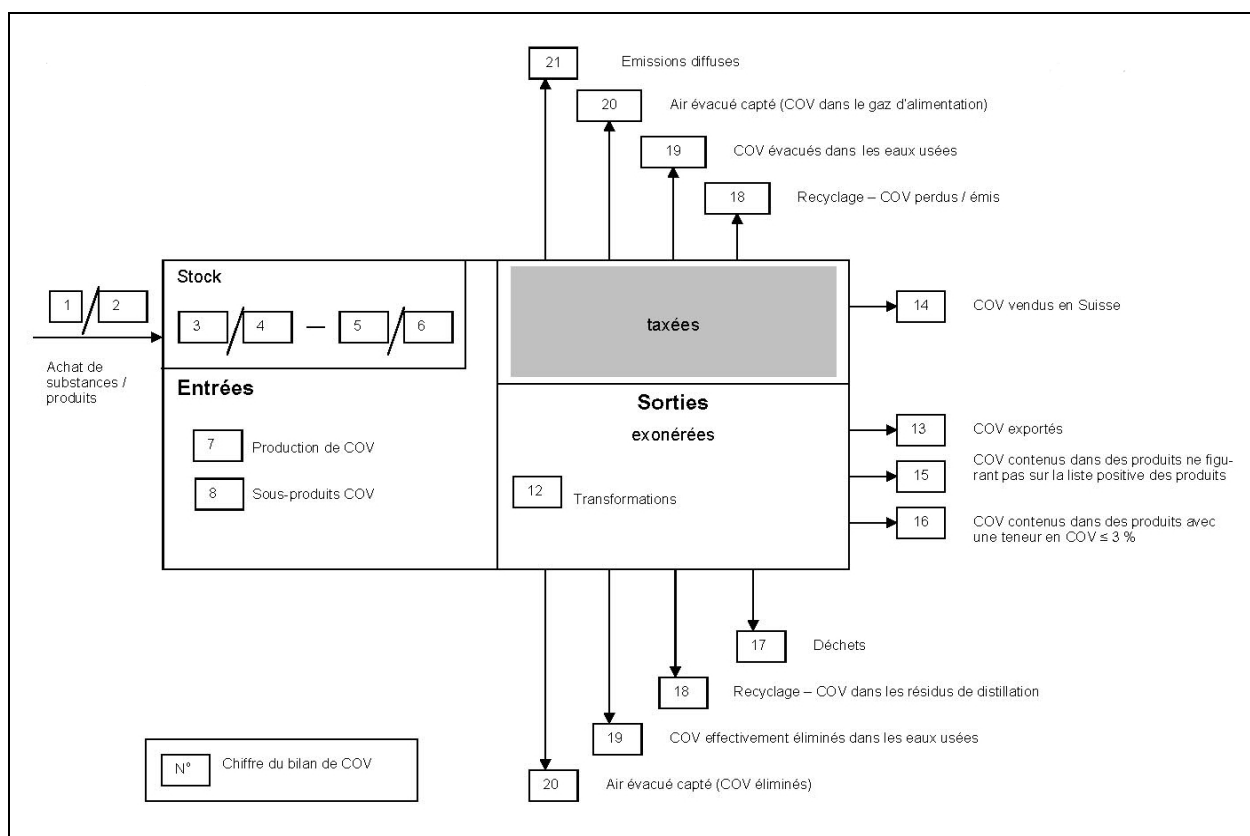 21 Emissions diffuses
20 Air évacué capté (COV dans le gaz d'alimentation)
19 COV évacués dans les eaux usées
18 Recyclage – COV perdus / émis
Stock
1 / 2
3 / 4 — 5 / 6
taxées
14 COV vendus en Suisse
Achat de
substances /
produits
Entrées
Sorties
exonérées
13 COV exportés
7 Production de COV
15 COV contenus dans des produits ne figu-
rant pas sur la liste positive des produits
8 Sous-produits COV
12 Transformations
16 COV contenus dans des produits avec
une teneur en COV ≤ 3 %
17 Déchets
18 Recyclage – COV dans les résidus de distillation
19 COV effectivement éliminés dans les eaux usées
N° Chiffre du bilan de COV
20 Air évacué capté (COV éliminés)